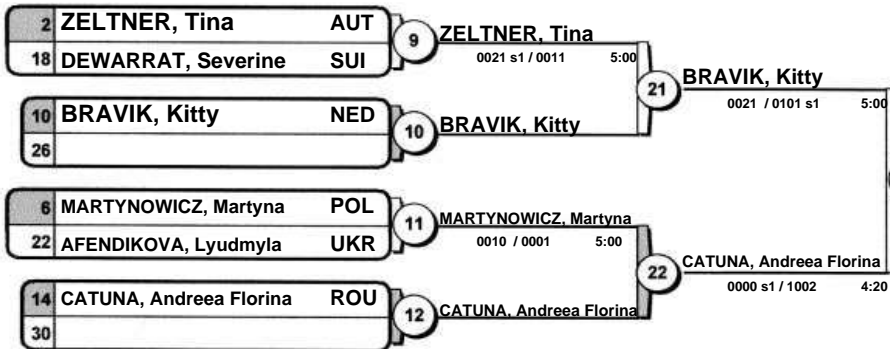 2 ZELTNER, Tina AUT
18 DEWARRAT, Severine SUI
9
ZELTNER, Tina
0021 s1 / 0011 5:00
10 BRAVIK, Kitty NED
26
10
BRAVIK, Kitty
21
BRAVIK, Kitty
0021 / 0101 s1 5:00
6 MARTYNOWICZ, Martyna POL
22 AFENDIKOVA, Lyudmyla UKR
11
MARTYNOWICZ, Martyna
0010 / 0001 5:00
14 CATUNA, Andreea Florina ROU
30
12
CATUNA, Andreea Florina
22
CATUNA, Andreea Florina
0000 s1 / 1002 4:20